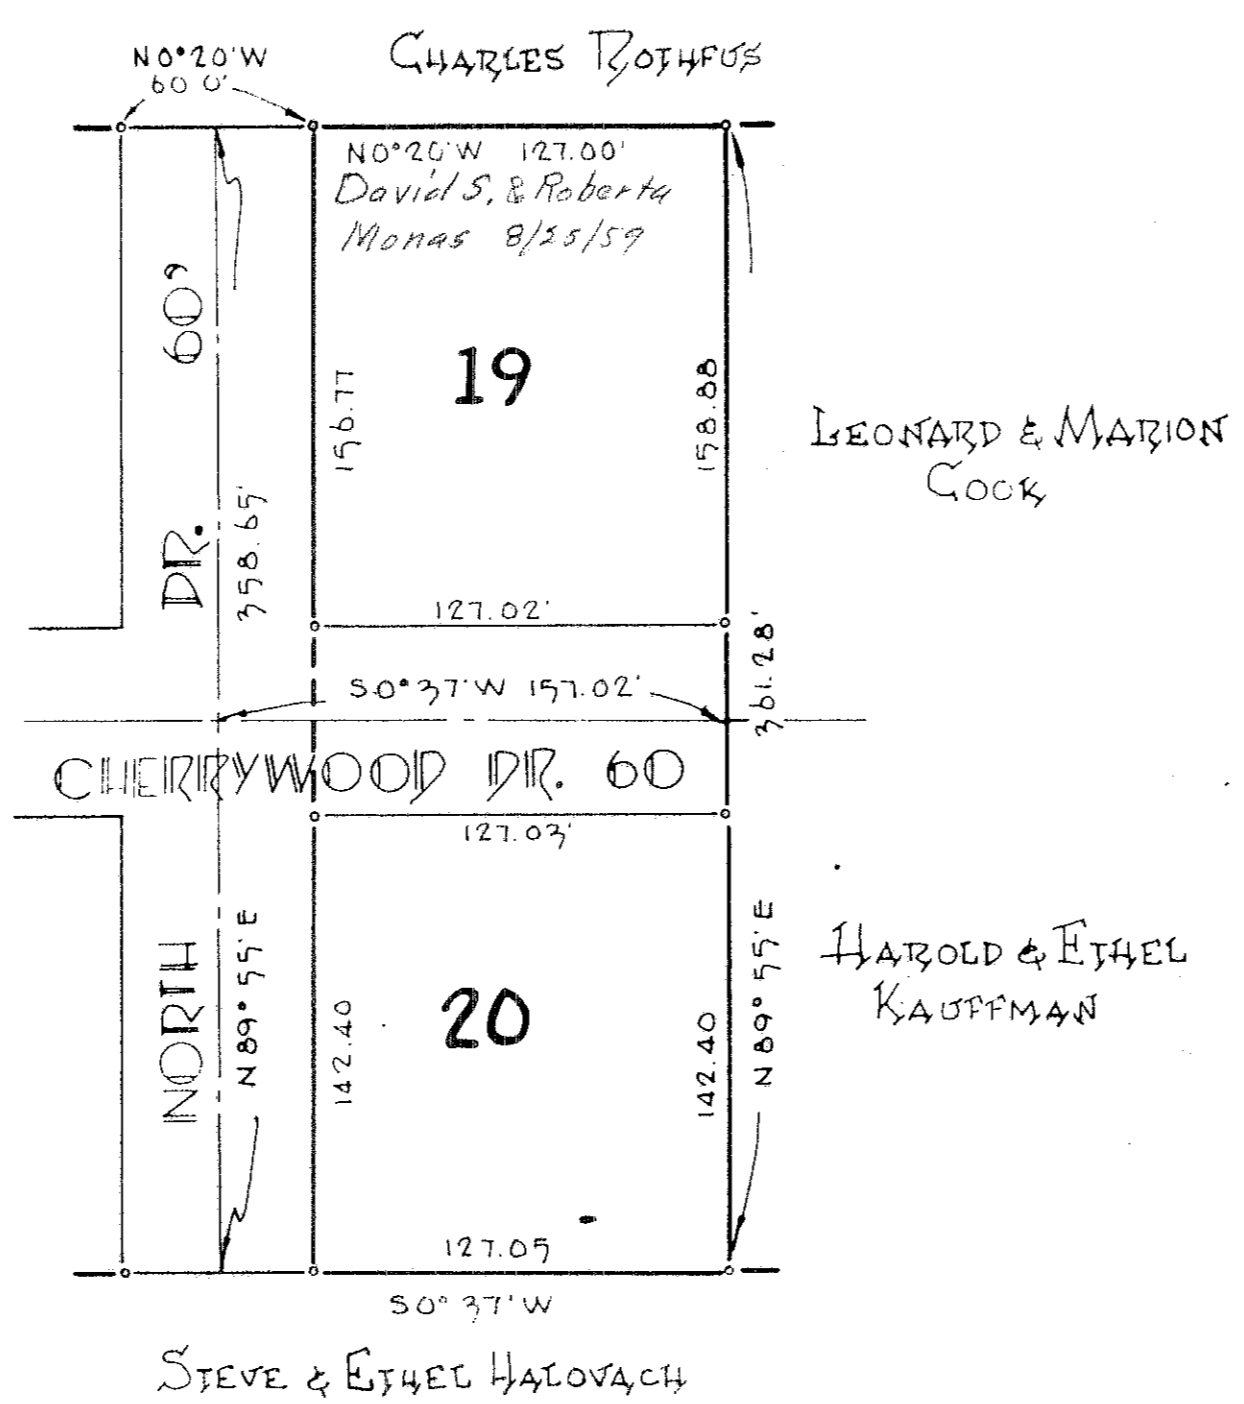 N0°20'W
60 0'
CHARLES ROTHFUS
N0°20'W 127.00'
David S. & Roberta
Monas 8/25/59
60'
19
156.77
158.88
LEONARD & MARION
COOK
DR.
358.65'
127.02'
361.28'
S0°37'W 157.02'
CHERRYWOOD DR. 60
127.03'
NORTH
N89°55'E
142.40
20
142.40
N89°55'E
HAROLD & ETHEL
KAUFFMAN
127.05
S0°37'W
STEVE & ETHEL HALOVACH